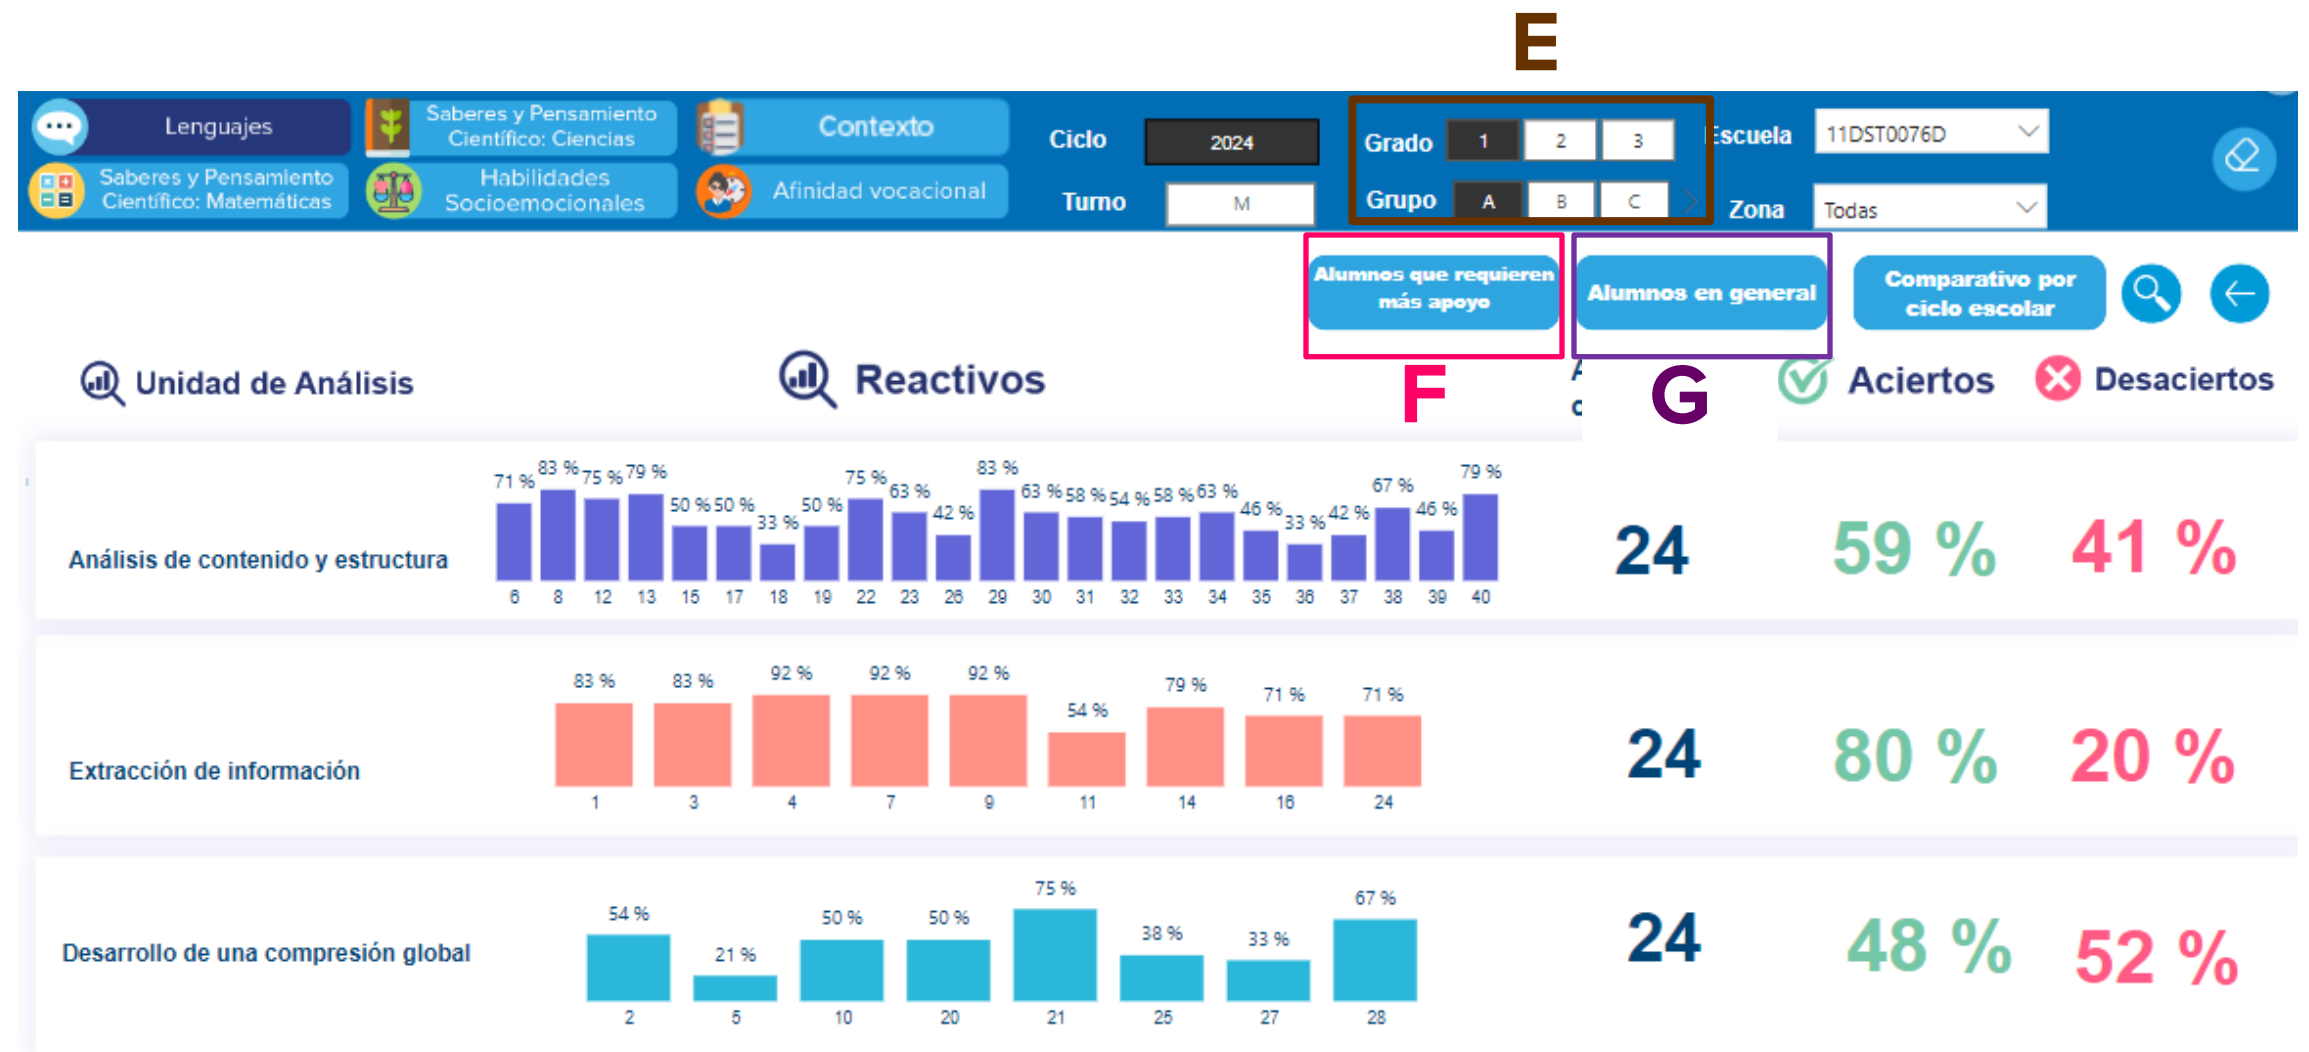 E
Lenguajes
Saberes y Pensamiento
Científico: Ciencias
Contexto
Saberes y Pensamiento
Científico: Matemáticas
Habilidades
Socioemocionales
Afinidad vocacional
Ciclo 2024
Turno M
Grado 1 2 3
Grupo A B C
Escuela 11DST0076D
Zona Todas
Alumnos que requieren
más apoyo
Alumnos en general
Comparativo por
ciclo escolar
F
G
Unidad de Análisis
Reactivos
Aciertos
Desaciertos
Análisis de contenido y estructura
71 % 83 % 75 % 79 % 50 % 50 % 33 % 50 % 75 % 63 % 42 % 83 % 63 % 58 % 54 % 58 % 63 % 46 % 33 % 42 % 67 % 46 % 79 %
6 8 12 13 15 17 18 19 22 23 26 29 30 31 32 33 34 35 36 37 38 39 40
24 59 % 41 %
Extracción de información
83 % 83 % 92 % 92 % 92 % 54 % 79 % 71 % 71 %
1 3 4 7 9 11 14 16 24
24 80 % 20 %
Desarrollo de una compresión global
54 % 21 % 50 % 50 % 75 % 38 % 33 % 67 %
2 5 10 20 21 25 27 28
24 48 % 52 %